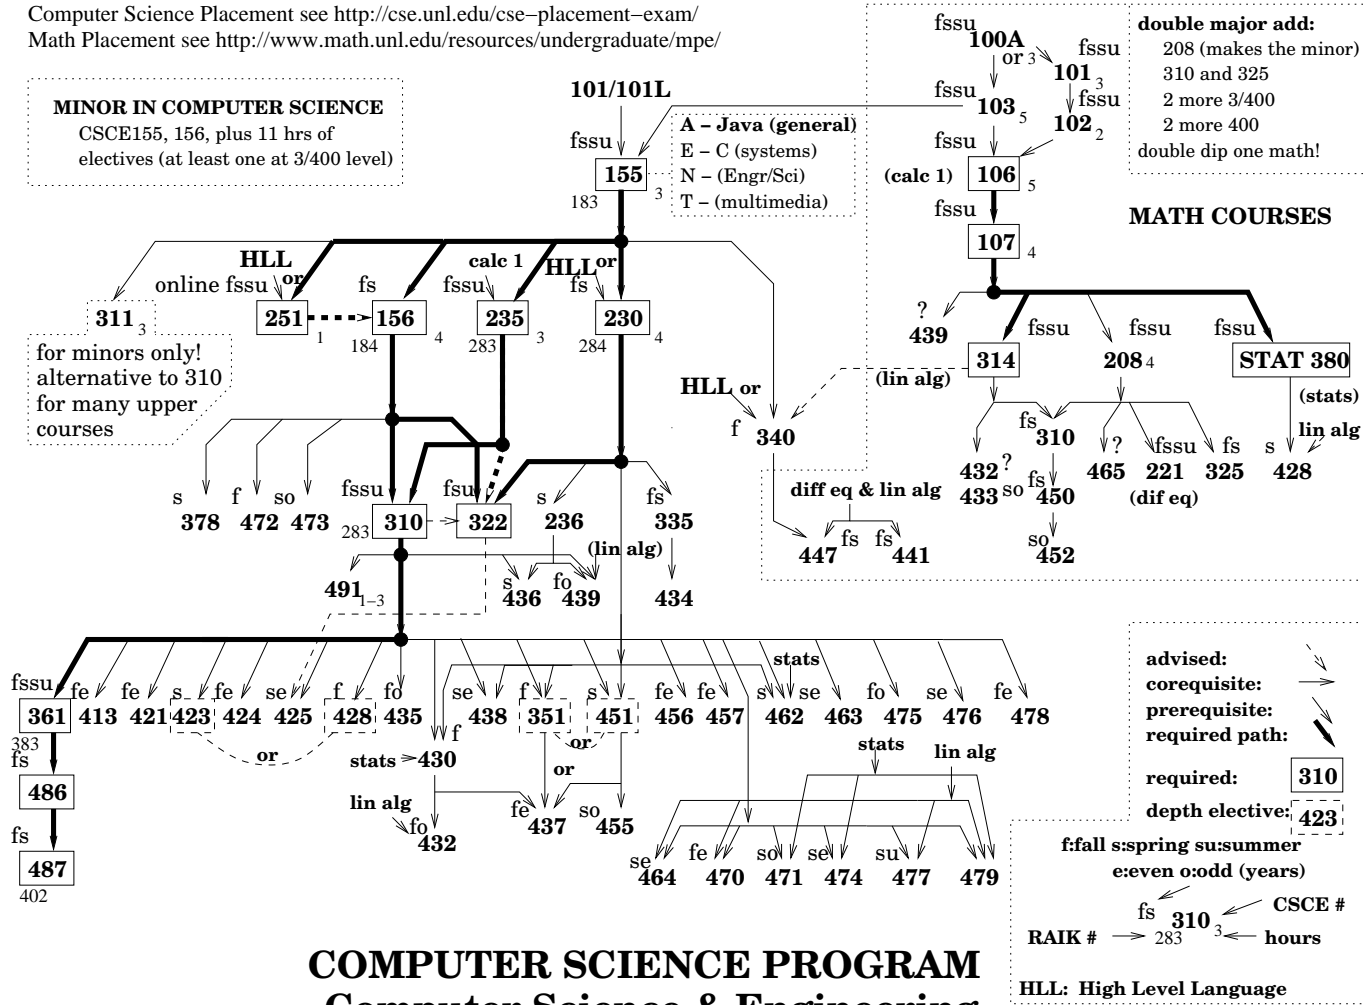 Computer Science Placement see http://cse.unl.edu/cse−placement−exam/
Math Placement see http://www.math.unl.edu/resources/undergraduate/mpe/
MINOR IN COMPUTER SCIENCE
CSCE155, 156, plus 11 hrs of
electives (at least one at 3/400 level)
101/101L
fssu
155
183
3
A – Java (general)
E – C (systems)
N – (Engr/Sci)
T – (multimedia)
fssu
100A
or 3
fssu
101 3
fssu
103 5
fssu
102 2
fssu
(calc 1)
106 5
fssu
107 4
double major add:
208 (makes the minor)
310 and 325
2 more 3/400
2 more 400
double dip one math!
MATH COURSES
HLL
or
online fssu
fs
calc 1
fssu
HLL or
fs
311 3
251 1
156
184 4
235
283 3
230
284 4
for minors only!
alternative to 310
for many upper
courses
?
439
fssu
314
(lin alg)
fssu
208 4
fssu
STAT 380
(stats)
HLL or
f
340
lin alg
fs
310
432 ?
433 so
?
465
fssu
221
(dif eq)
fs
325
s
428
fs
450
so
452
diff eq & lin alg
fs fs
447 441
s
378
f
472
so
473
fssu
310
283
fsu
322
s
236
fs
335
(lin alg)
491 1−3
s
436
fo
439
434
fssu
361
383
fe
413
fe
421
s
423
fe
424
se
425
f
428
fo
435
or
se
438
f
351
s
451
or
fe
456
fe
457
stats
s
462
se
463
fo
475
se
476
fe
478
fs
486
fs
487
402
f
stats 430
lin alg
fo
432
or
fe
437
so
455
stats
lin alg
se
464
fe
470
so
471
se
474
su
477
479
advised:
corequisite:
prerequisite:
required path:
required: 310
depth elective: 423
f:fall s:spring su:summer
e:even o:odd (years)
fs
310
CSCE #
RAIK #
283
3
hours
HLL: High Level Language
COMPUTER SCIENCE PROGRAM
Computer Science & Engineering